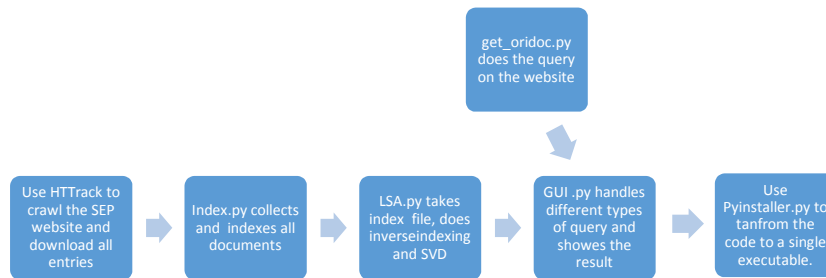 get_oridoc.py
does the query
on the website
Use HTTrack to
crawl the SEP
website and
download all
entries
Index.py collects
and indexes all
documents
LSA.py takes
index file, does
inverseindexing
and SVD
GUI .py handles
different types
of query and
showes the
result
Use
Pyinstaller.py to
tanfrom the
code to a single
executable.